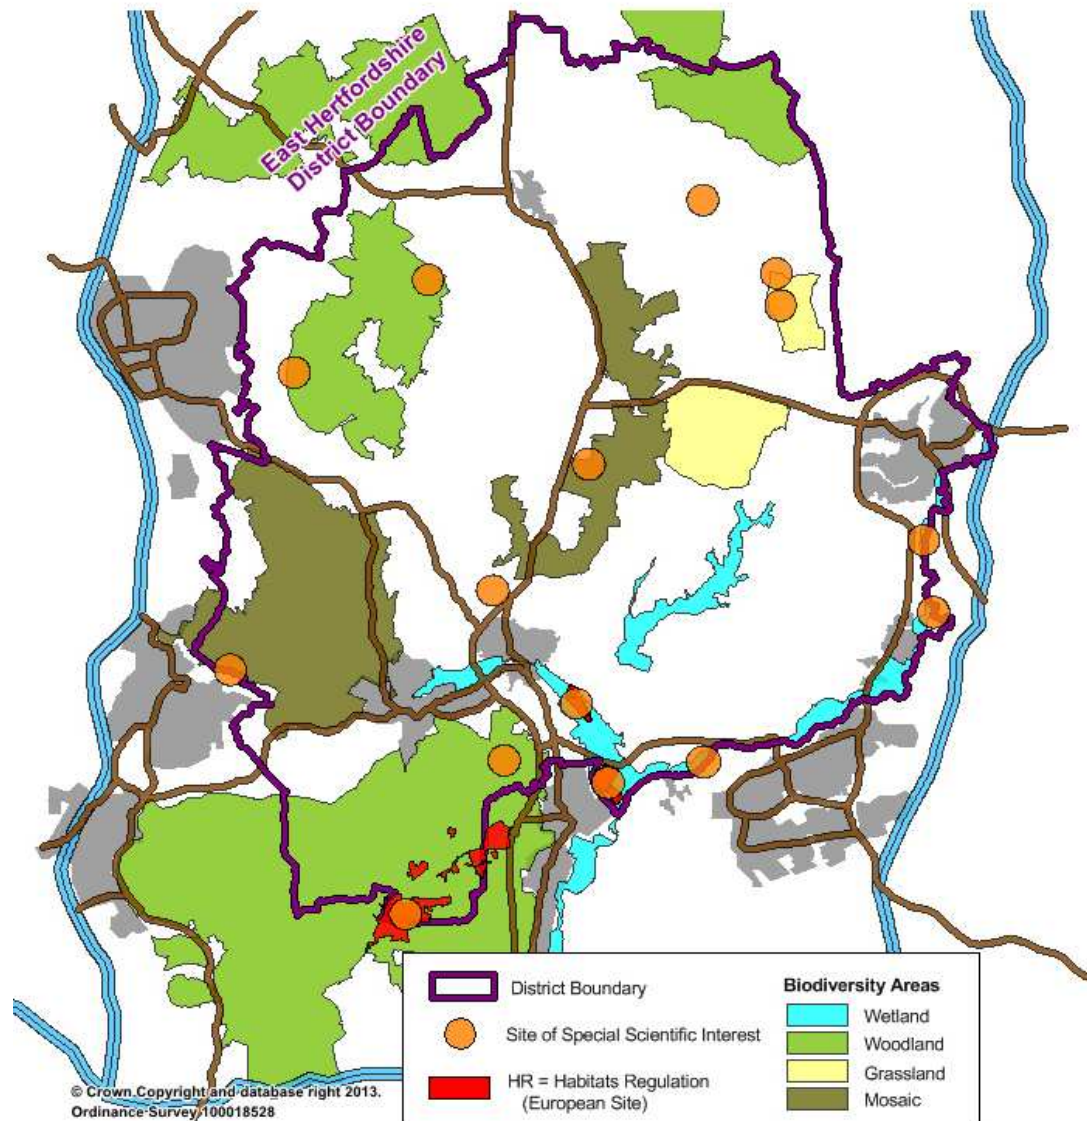 East Hertfordshire
District Boundary
District Boundary
Site of Special Scientific Interest
HR = Habitats Regulation
(European Site)
Biodiversity Areas
Wetland
Woodland
Grassland
Mosaic
© Crown Copyright and database right 2013.
Ordinance Survey 100018528